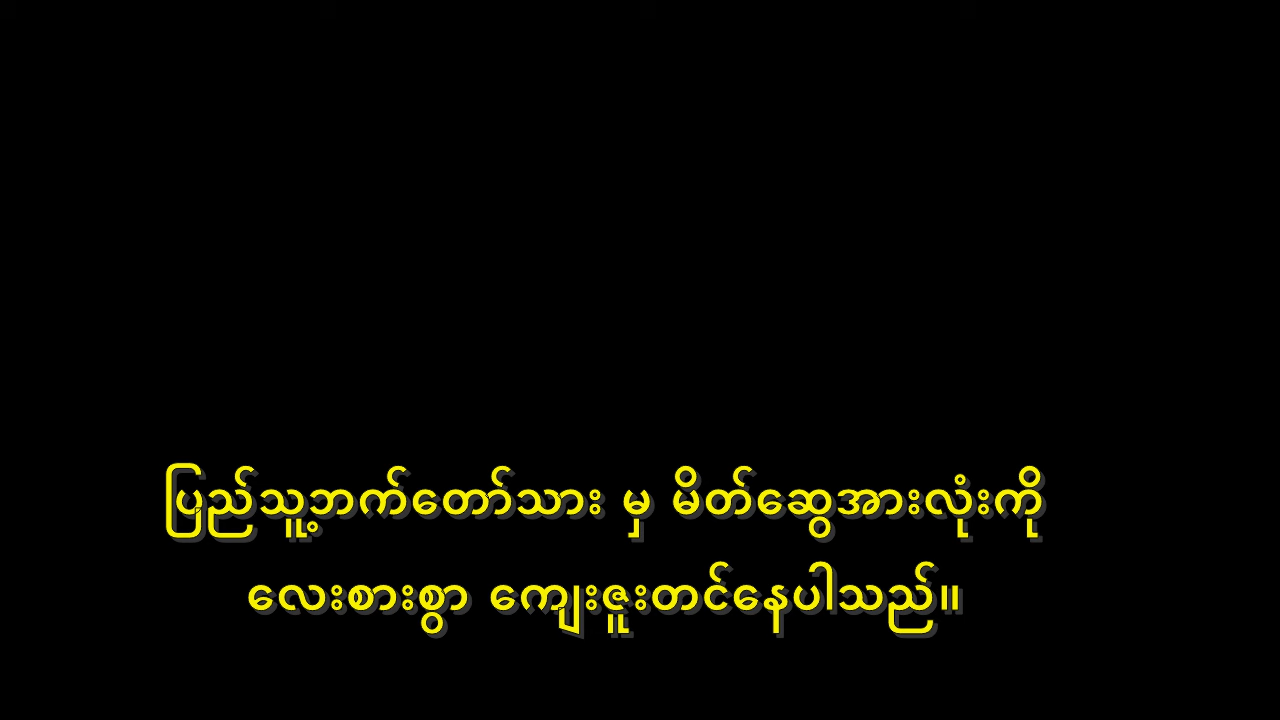 ပြည်သူ့ဘက်တော်သား မှ မိတ်ဆွေအားလုံးကို
လေးစားစွာ ကျေးဇူးတင်နေပါသည်။